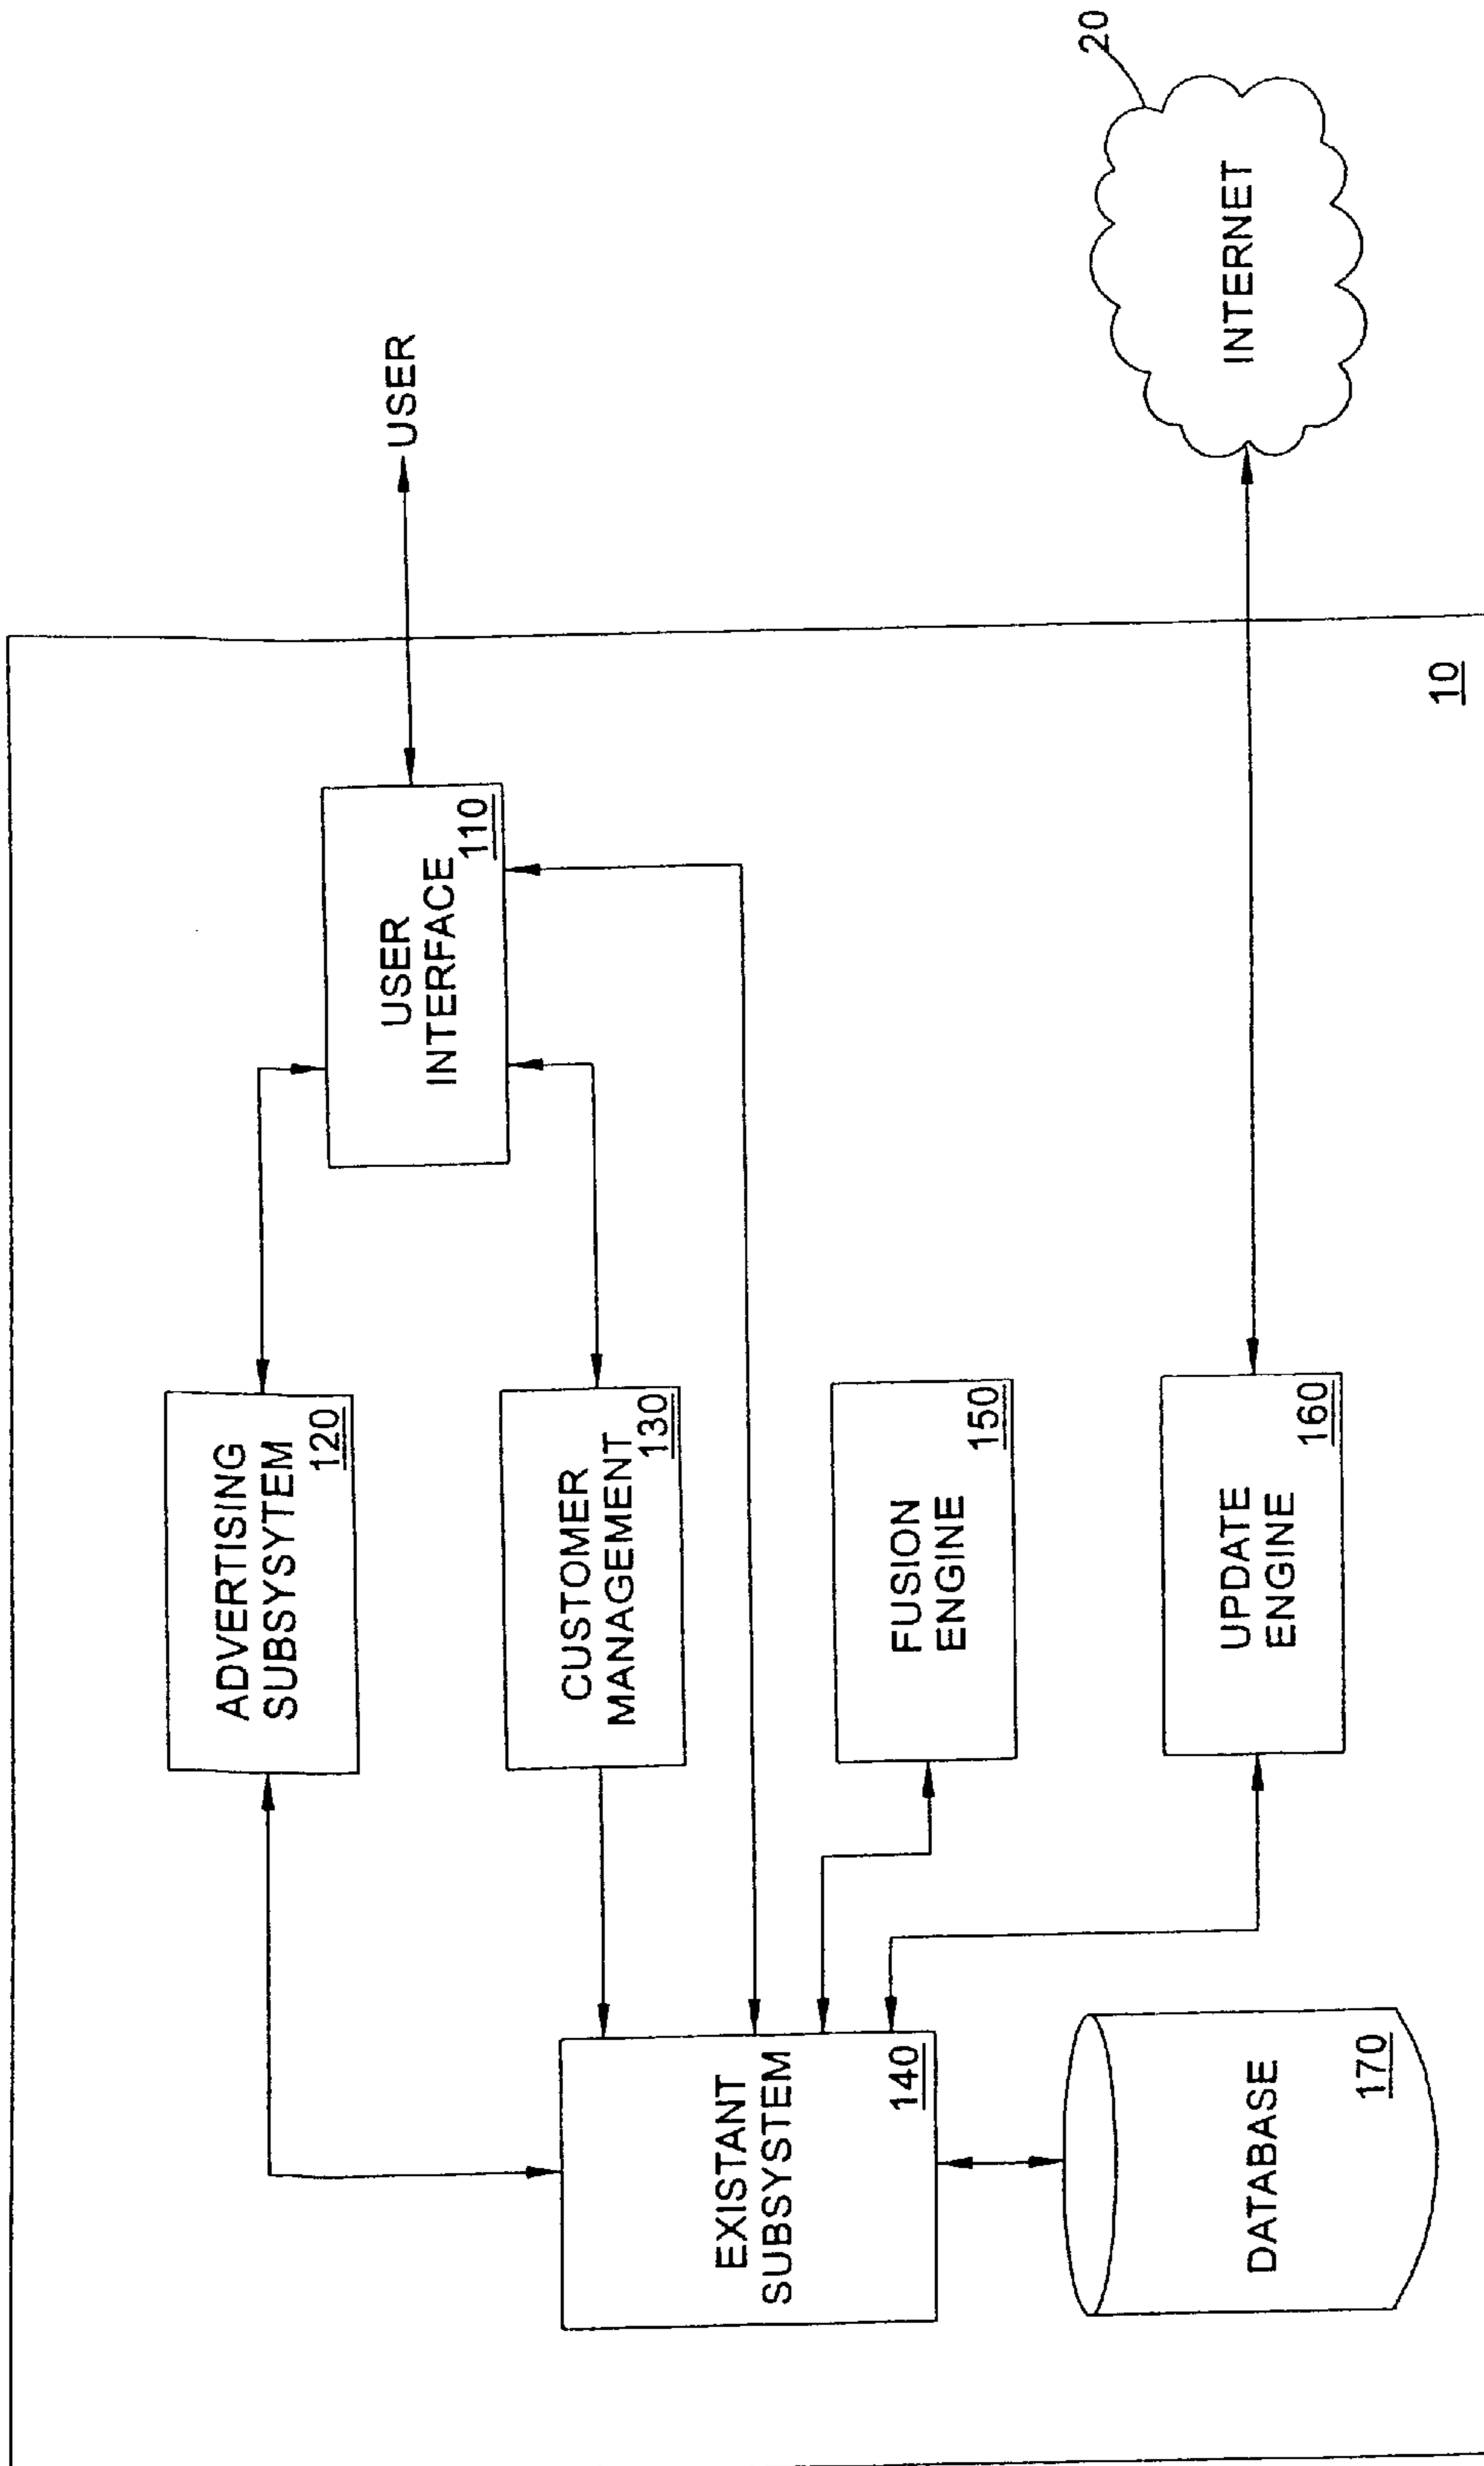 ADVERTISING
SUBSYSYTEM
120
USER
INTERFACE
110
USER
CUSTOMER
MANAGEMENT
130
EXISTANT
SUBSYSTEM
140
FUSION
ENGINE
150
DATABASE
170
UPDATE
ENGINE
160
INTERNET
20
10